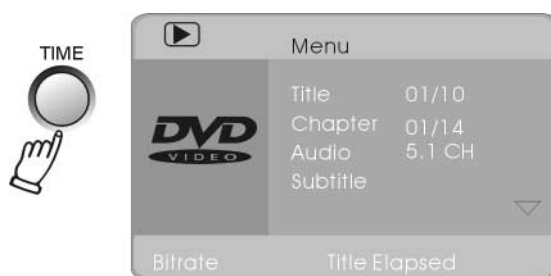 TIME
Menu
Title 01/10
Chapter 01/14
Audio 5.1 CH
Subtitle
DVD
VIDEO
Bitrate Title Elapsed